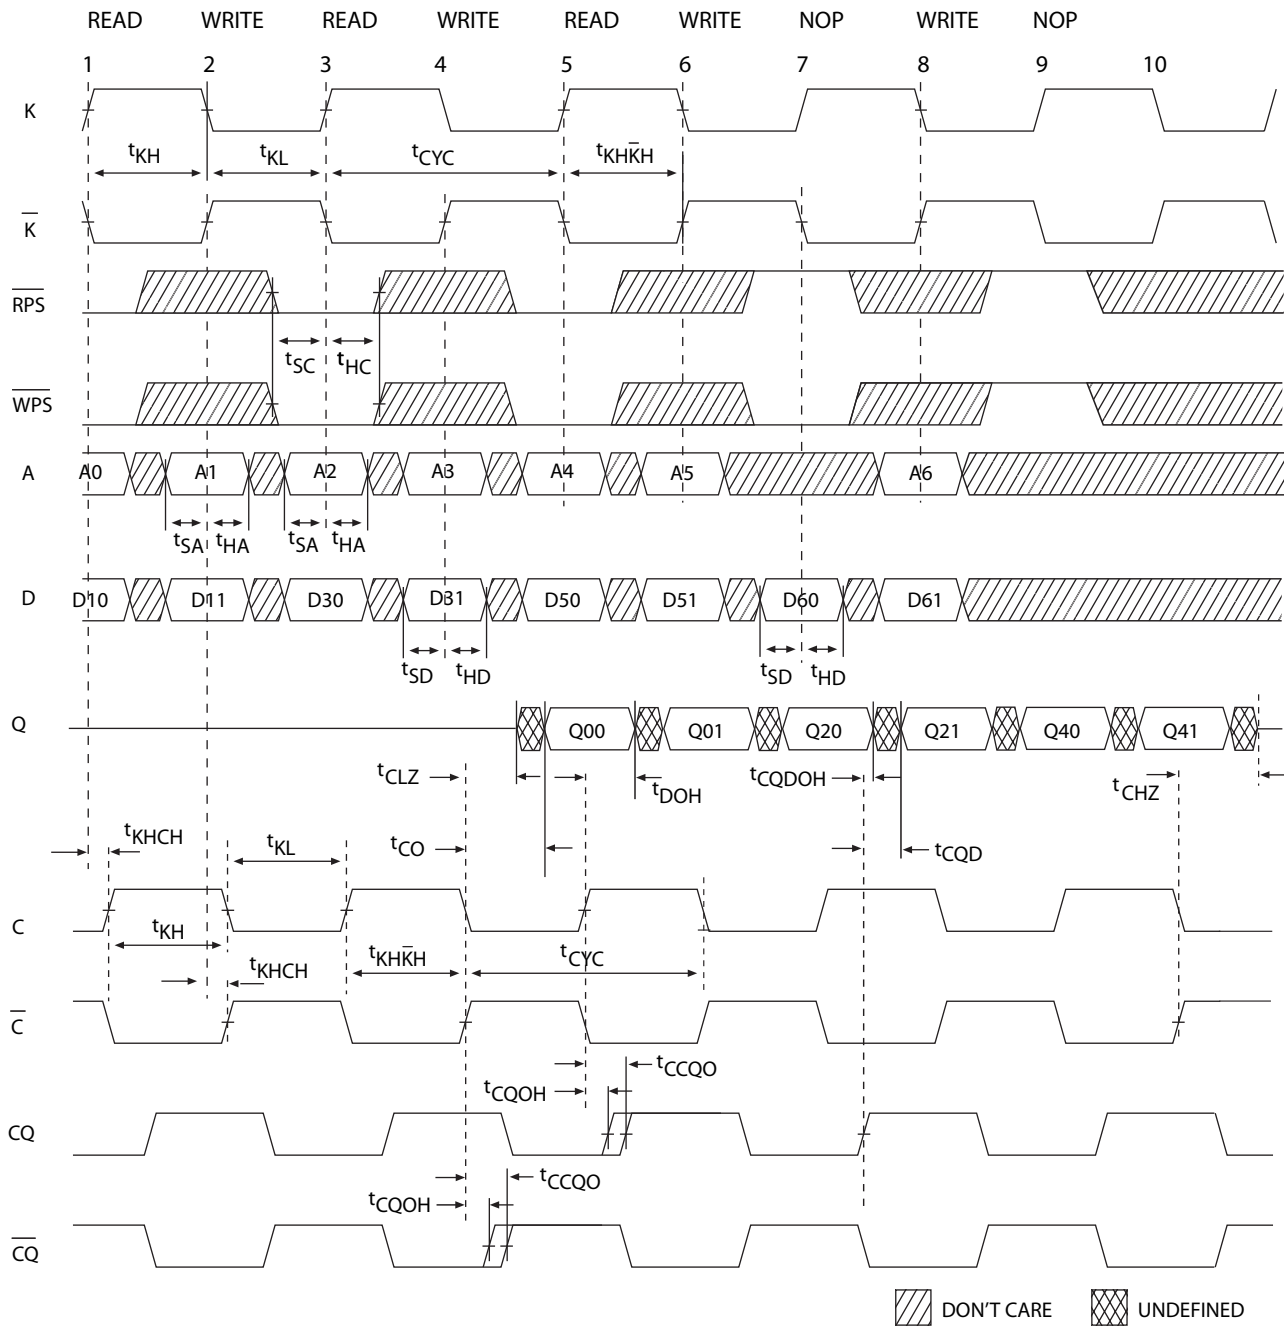 READ WRITE READ WRITE READ WRITE NOP WRITE NOP
1 2 3 4 5 6 7 8 9 10
K
tKH tKL tCYC tKHK̅H
K̅
R̅P̅S̅
tSC tHC
W̅P̅S̅
A A0 A1 A2 A3 A4 A5 A6
tSA tHA tSA tHA
D D10 D11 D30 D31 D50 D51 D60 D61
tSD tHD tSD tHD
Q Q00 Q01 Q20 Q21 Q40 Q41
tCLZ tDOH tCQDOH tCHZ
tKHCH tKL tCO tCQD
C
tKH tKHK̅H tCYC
tKHCH
C̅
tCCQO
tCQOH
CQ
tCCQO
tCQOH
C̅Q̅
DON'T CARE UNDEFINED